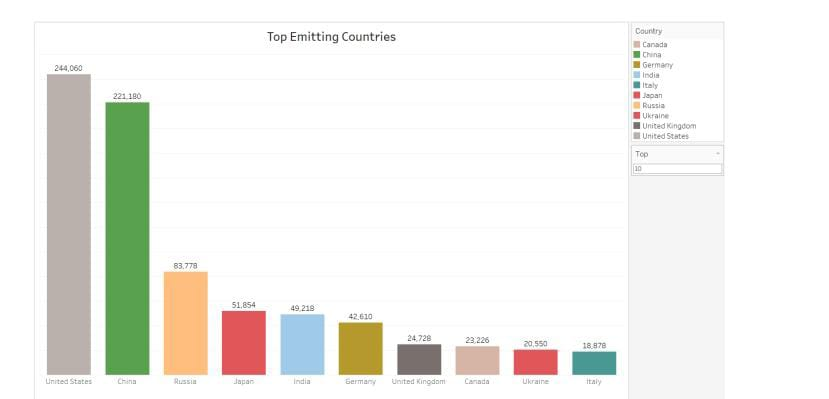 Top Emitting Countries
244,060
221,180
83,778
51,854
49,218
42,610
24,728
23,226
20,550
18,878
United States China Russia Japan India Germany United Kingdom Canada Ukraine Italy
Country
Canada
China
Germany
India
Italy
Japan
Russia
Ukraine
United Kingdom
United States
Top
10